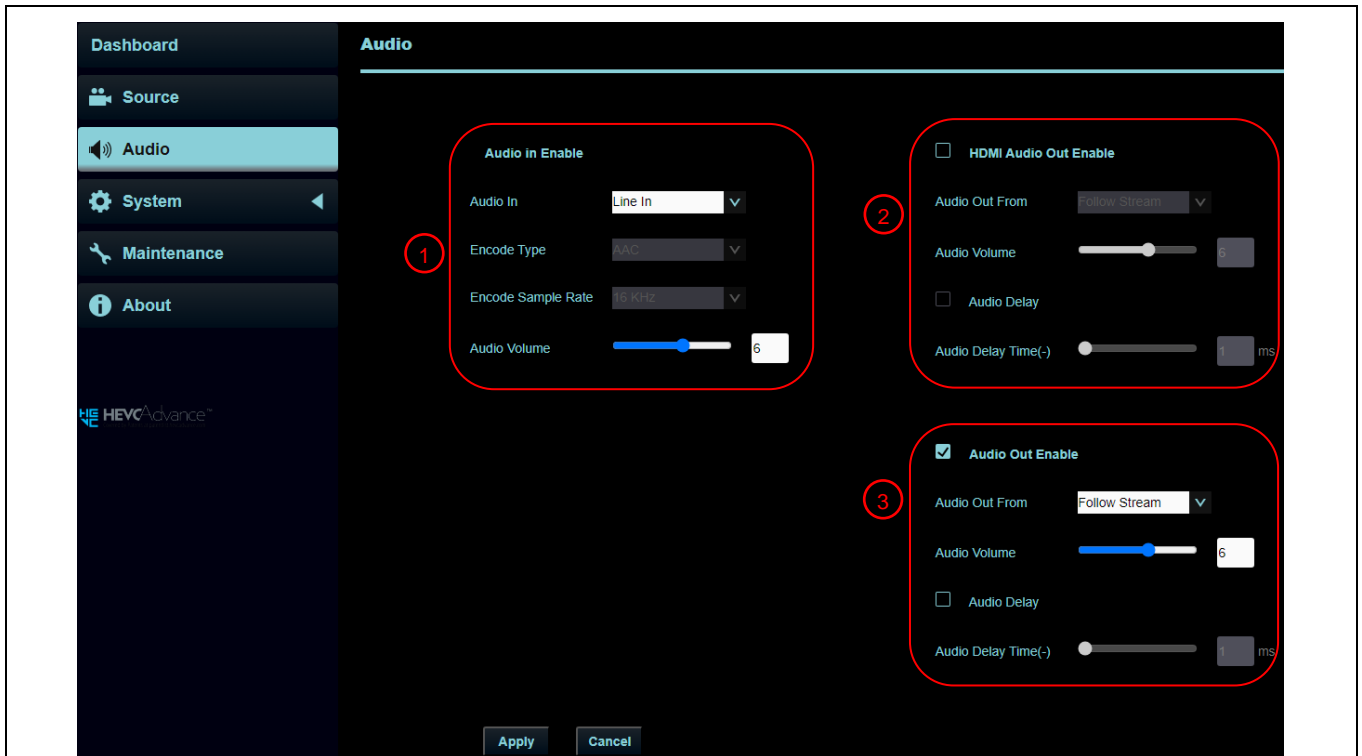 Dashboard
Source
Audio
System
Maintenance
About
HEVC HEVCAdvance™
Audio
1
Audio in Enable
Audio In Line In
Encode Type AAC
Encode Sample Rate 16 KHz
Audio Volume 6
2
HDMI Audio Out Enable
Audio Out From Follow Stream
Audio Volume 6
Audio Delay
Audio Delay Time(-) 1 ms
3
Audio Out Enable
Audio Out From Follow Stream
Audio Volume 6
Audio Delay
Audio Delay Time(-) 1 ms
Apply Cancel